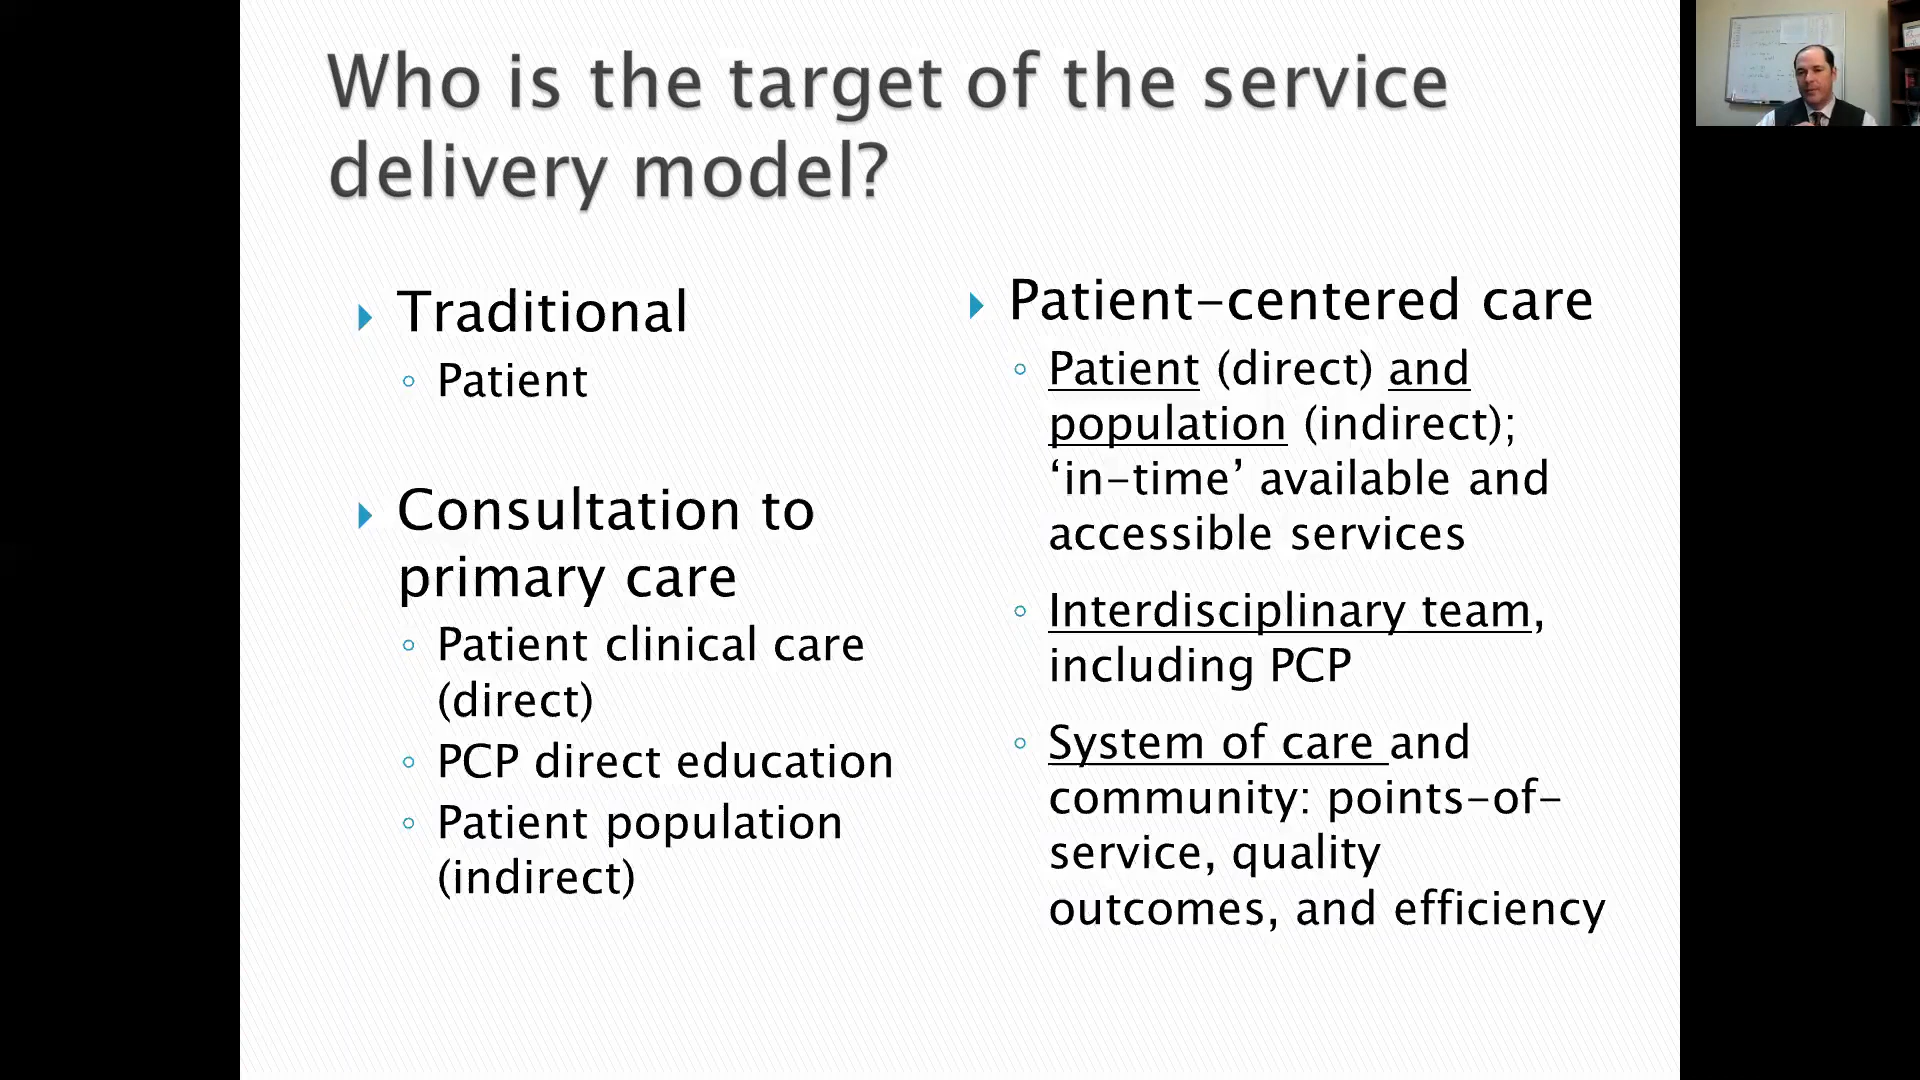 Who is the target of the service
delivery model?
Traditional
Patient
Consultation to
primary care
Patient clinical care
(direct)
PCP direct education
Patient population
(indirect)
Patient-centered care
Patient (direct) and
population (indirect);
‘in-time’ available and
accessible services
Interdisciplinary team,
including PCP
System of care and
community: points-of-
service, quality
outcomes, and efficiency